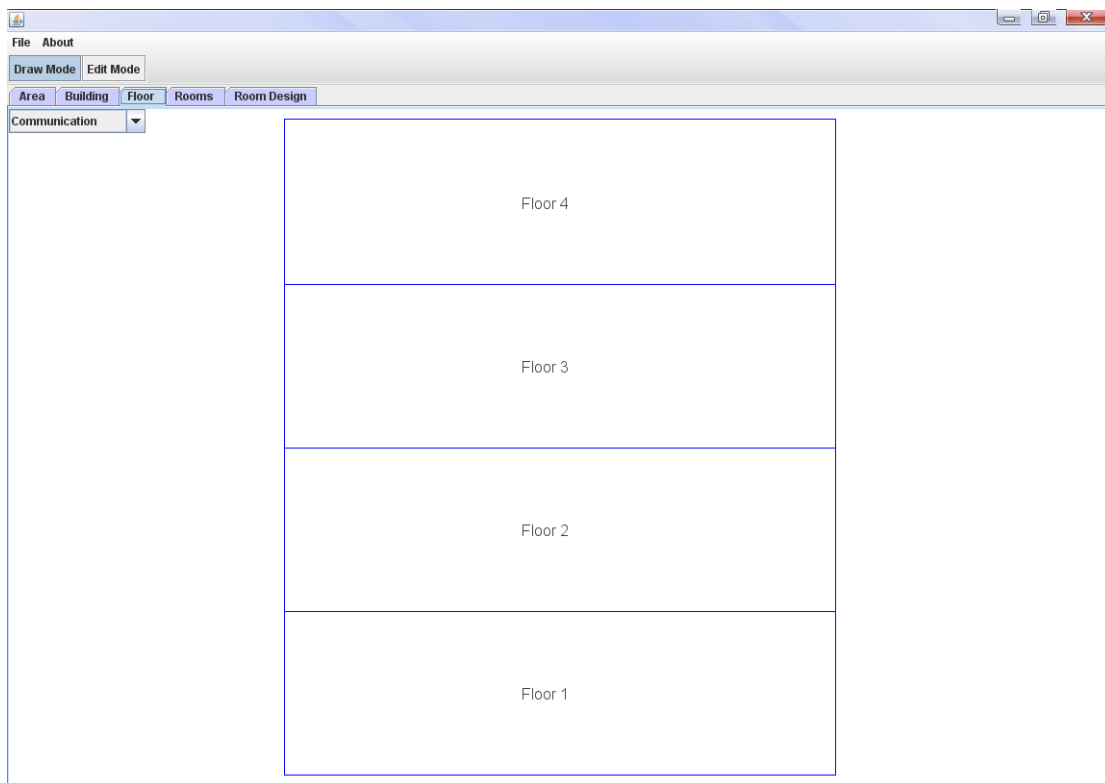 File About
Draw Mode Edit Mode
Area Building Floor Rooms Room Design
Communication
Floor 4
Floor 3
Floor 2
Floor 1